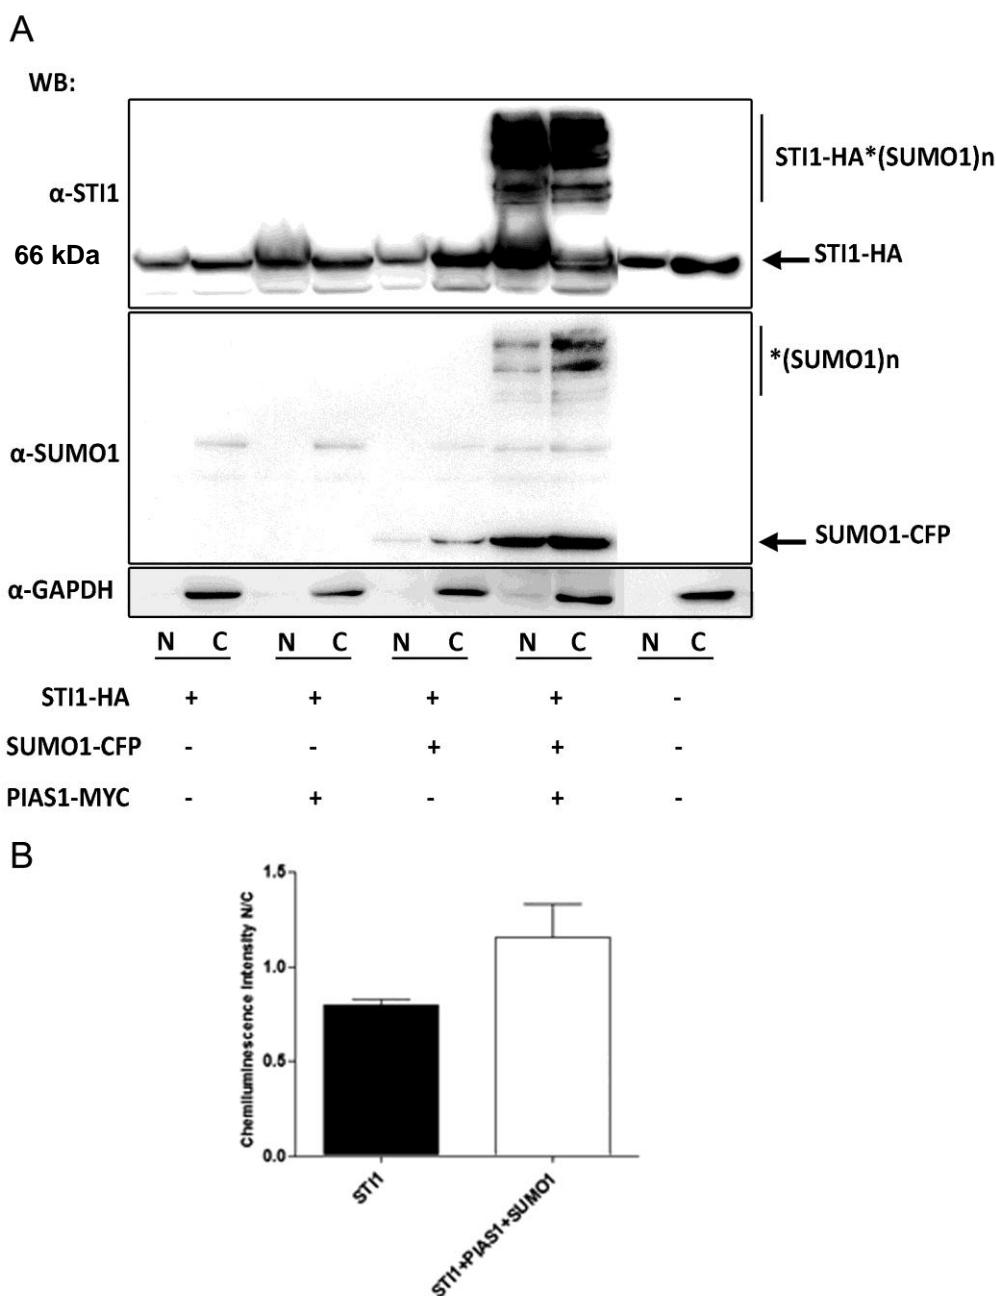 A
WB:
α-STI1
STI1-HA*(SUMO1)n
66 kDa
STI1-HA
*(SUMO1)n
α-SUMO1
SUMO1-CFP
α-GAPDH
N C N C N C N C N C
STI1-HA + + + + -
SUMO1-CFP - - + + -
PIAS1-MYC - + - + -
B
Chemiluminescence Intensity N/C
1.5
1.0
0.5
0.0
STI1
STI1+PIAS1+SUMO1